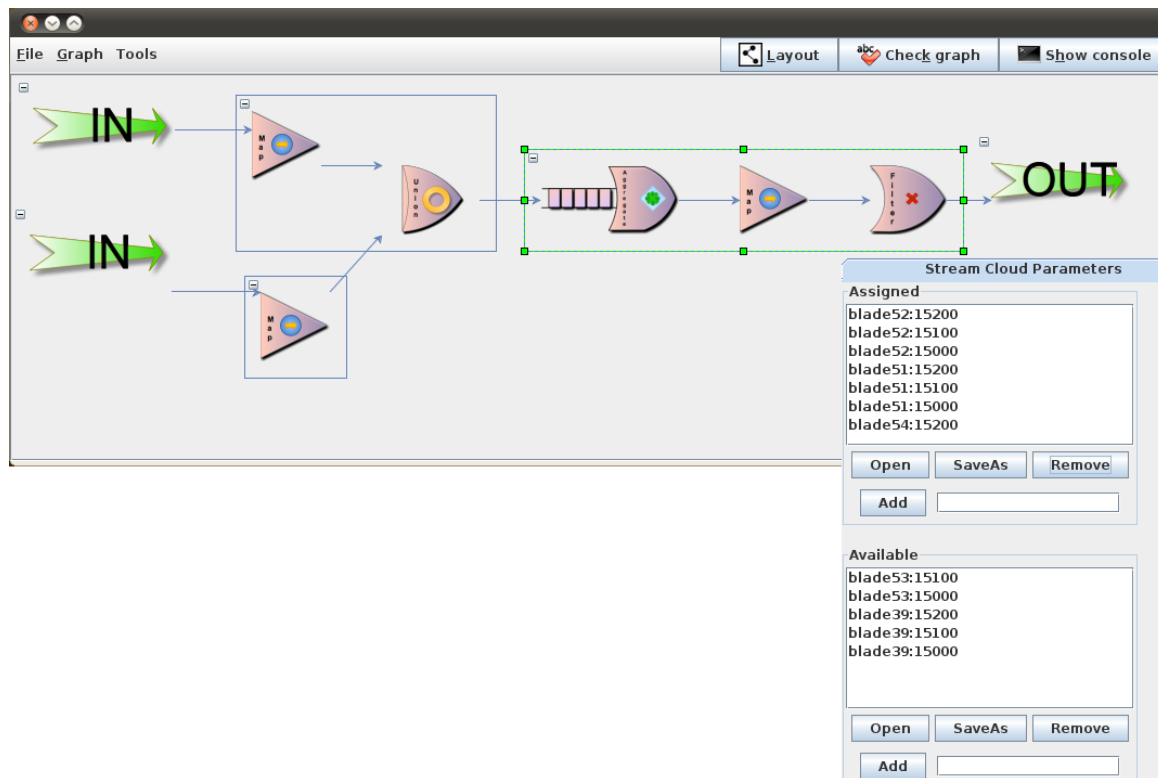 File Graph Tools
Layout
abc Check graph
Show console
IN
Map
Union
Aggregate
Map
Filter
OUT
IN
Map
Stream Cloud Parameters
Assigned
blade52:15200
blade52:15100
blade52:15000
blade51:15200
blade51:15100
blade51:15000
blade54:15200
Open SaveAs Remove
Add
Available
blade53:15100
blade53:15000
blade39:15200
blade39:15100
blade39:15000
Open SaveAs Remove
Add